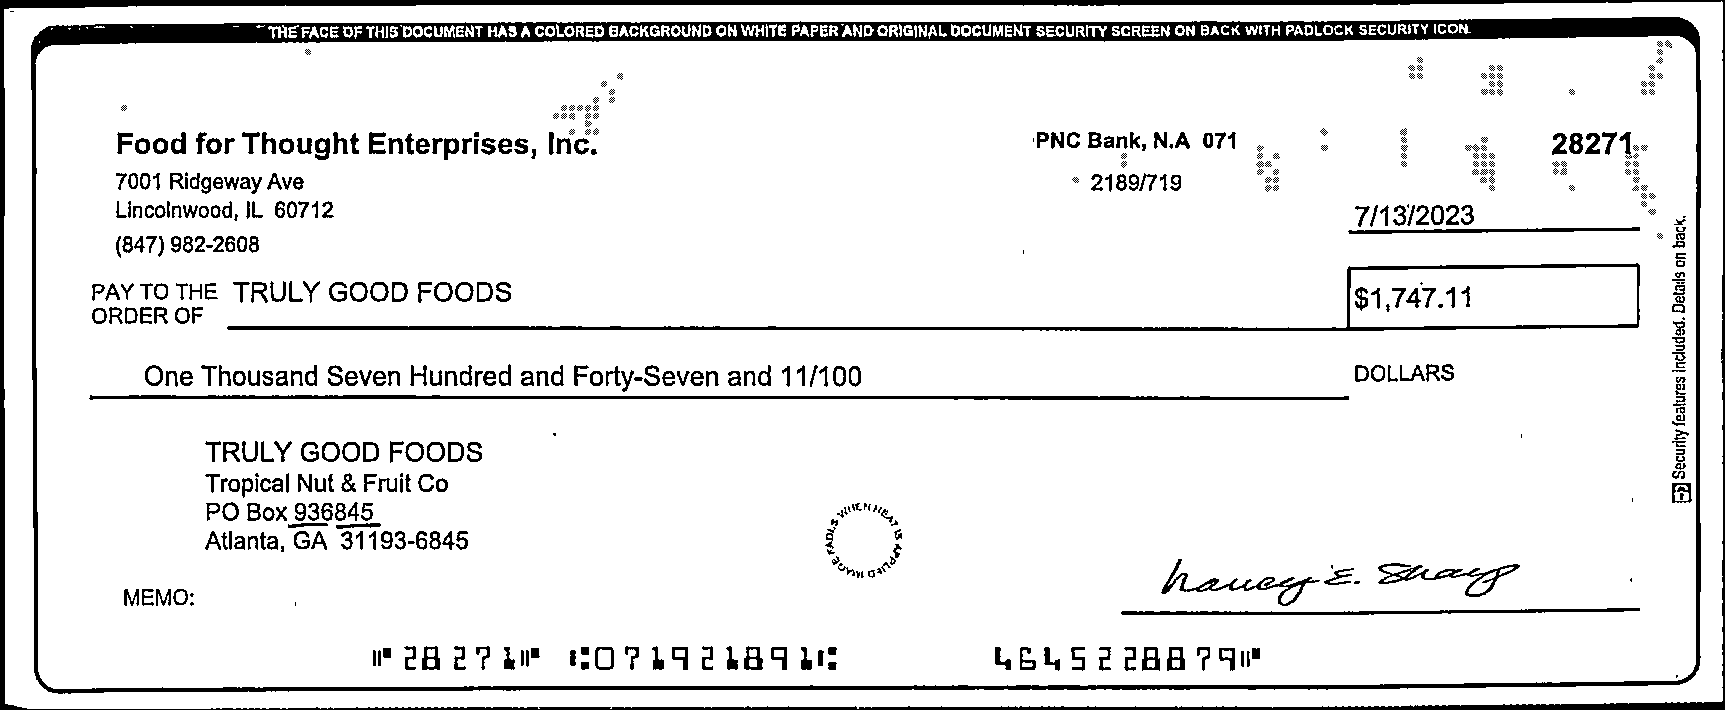 THE FACE OF THIS DOCUMENT HAS A COLORED BACKGROUND ON WHITE PAPER AND ORIGINAL DOCUMENT SECURITY SCREEN ON BACK WITH PADLOCK SECURITY ICON.
Food for Thought Enterprises, Inc.
7001 Ridgeway Ave
Lincolnwood, IL 60712
(847) 982-2608
PNC Bank, N.A 071
2189/719
28271
7/13/2023
PAY TO THE ORDER OF TRULY GOOD FOODS
$1,747.11
One Thousand Seven Hundred and Forty-Seven and 11/100 DOLLARS
TRULY GOOD FOODS
Tropical Nut & Fruit Co
PO Box 936845
Atlanta, GA 31193-6845
IMAGE FADES WHEN HEAT IS APPLIED
MEMO:
Nancy E. Sharp
⑈28271⑈ ⑆071921891⑆ 4645228879⑈
Security features included. Details on back.